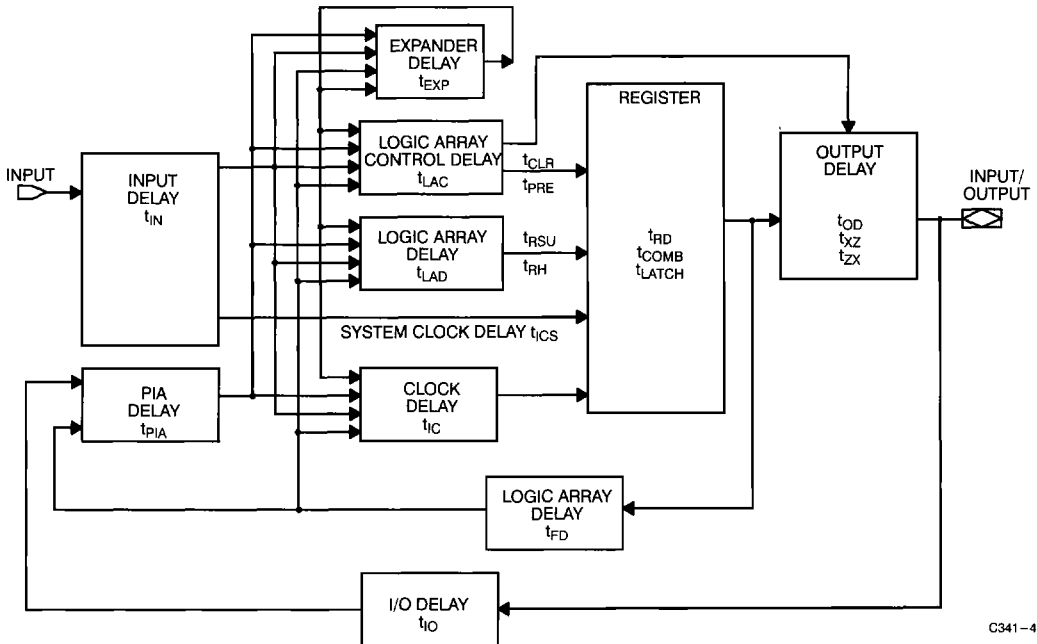 EXPANDER
DELAY
tEXP
REGISTER
LOGIC ARRAY
CONTROL DELAY
tLAC
tCLR
tPRE
OUTPUT
DELAY
tOD
tXZ
tZX
INPUT
INPUT
DELAY
tIN
INPUT/
OUTPUT
LOGIC ARRAY
DELAY
tLAD
tRSU
tRH
tRD
tCOMB
tLATCH
SYSTEM CLOCK DELAY tICS
PIA
DELAY
tPIA
CLOCK
DELAY
tIC
LOGIC ARRAY
DELAY
tFD
I/O DELAY
tIO
C341-4